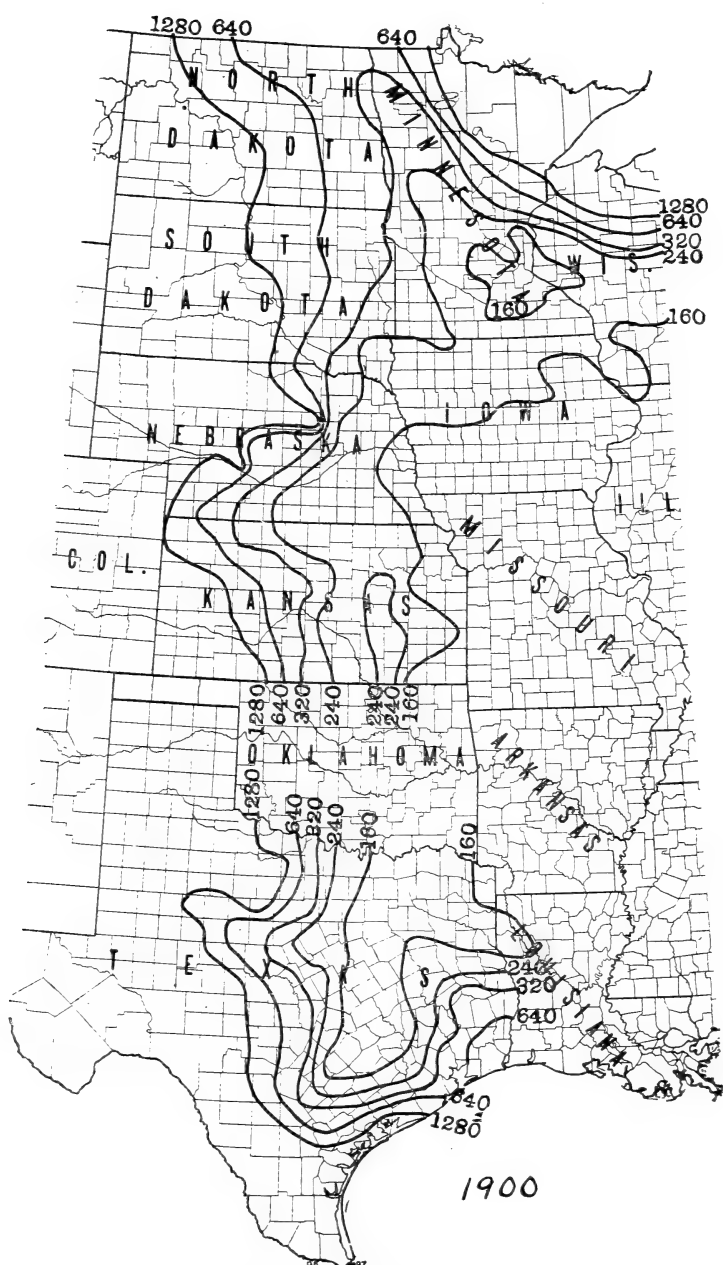 1280 640 640
NORTH
DAKOTA
MINNESOTA
1280
640
320
240
SOUTH
DAKOTA
WIS.
160
160
NEBRASKA
IOWA
ILL
COL.
KANSAS
MISSOURI
1280 640 320 240 240 240 160
OKLAHOMA
ARKANSAS
1280 640 320 240 160 160
TEXAS
LOUISIANA
240
320
640
640
1280
1900